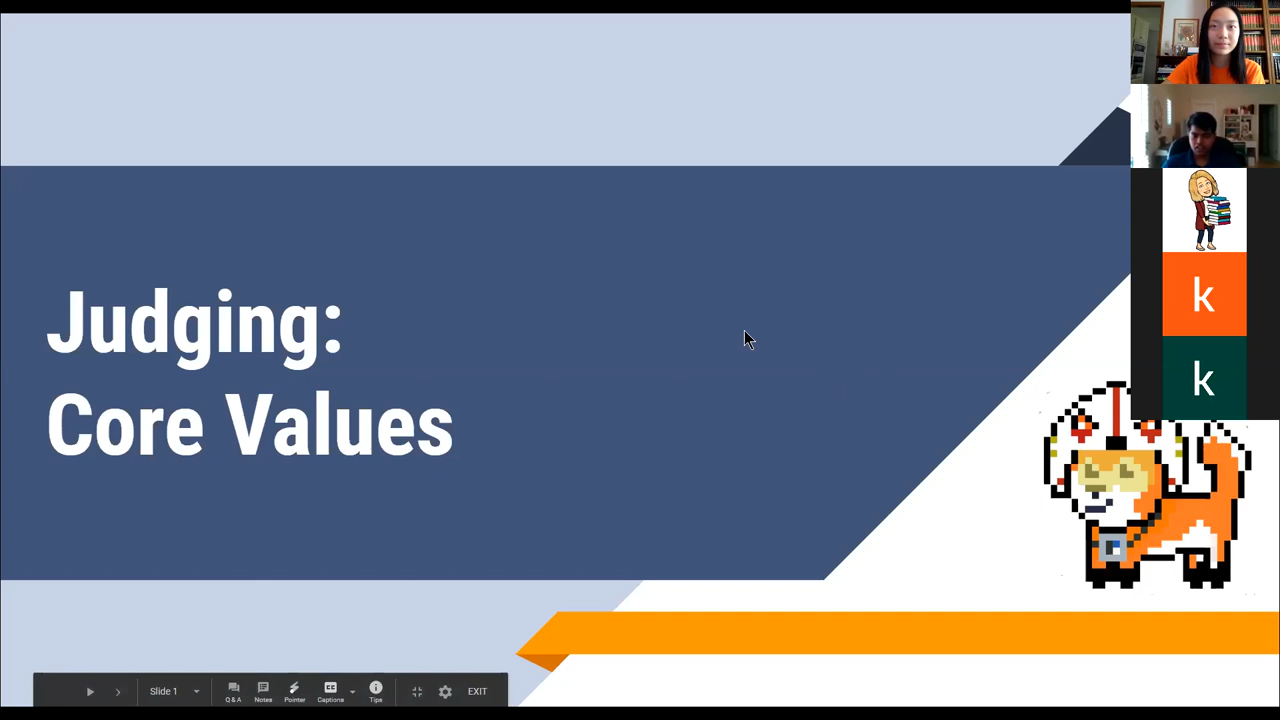 Judging:
Core Values
k
k
Slide 1
Q & A
Notes
Pointer
Captions
Tips
EXIT